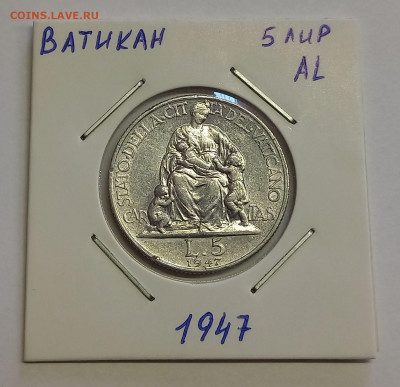 COINS.LAVE.RU
ВАТИКАН
5 ЛИР
AL
STATO·DELLA·CITTA·DEL·VATICANO
CARITAS
L.5
1947
1947